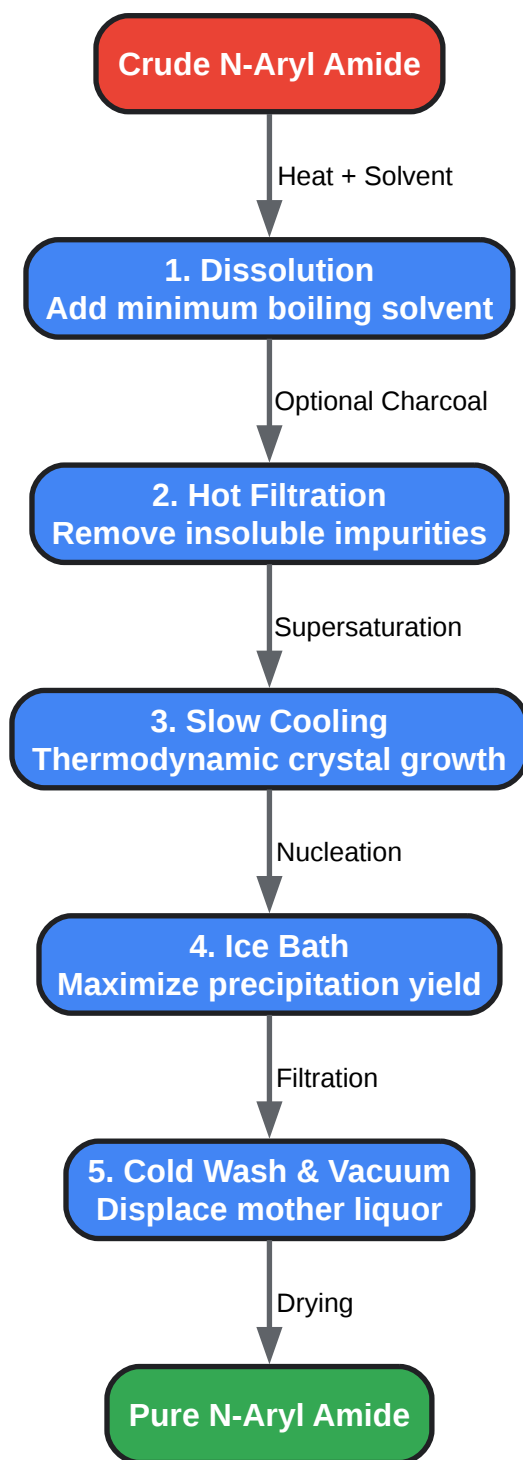 Crude N-Aryl Amide
Heat + Solvent
1. Dissolution
Add minimum boiling solvent
Optional Charcoal
2. Hot Filtration
Remove insoluble impurities
Supersaturation
3. Slow Cooling
Thermodynamic crystal growth
Nucleation
4. Ice Bath
Maximize precipitation yield
Filtration
5. Cold Wash & Vacuum
Displace mother liquor
Drying
Pure N-Aryl Amide